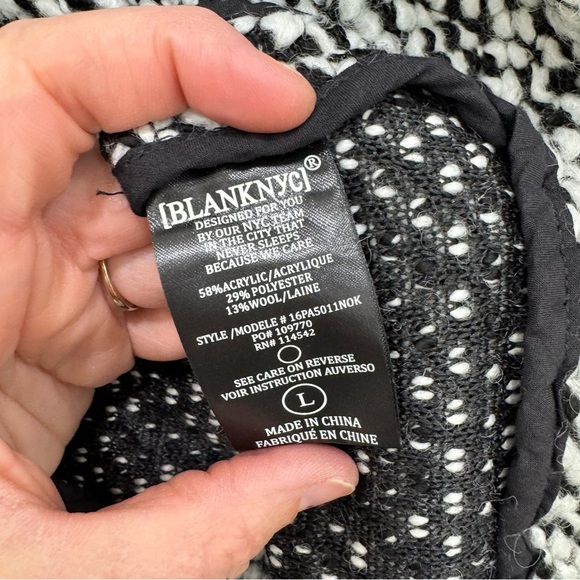 [BLANKNYC]®
DESIGNED FOR YOU
BY OUR NYC TEAM
IN THE CITY THAT
NEVER SLEEPS
BECAUSE WE CARE
58%ACRYLIC/ACRYLIQUE
29% POLYESTER
13%WOOL/LAINE
STYLE /MODELE # 16PA5011NOK
PO# 109770
RN# 114542
SEE CARE ON REVERSE
VOIR INSTRUCTION AUVERSO
L
MADE IN CHINA
FABRIQUÉ EN CHINE